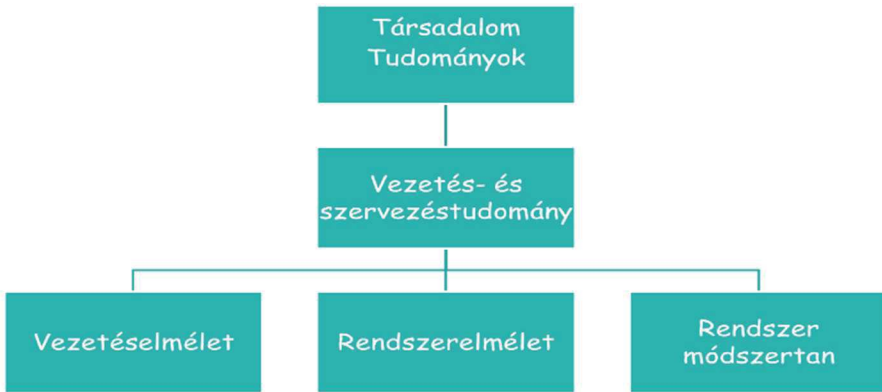 Társadalom
Tudományok
Vezetés- és
szervezéstudomány
Vezetéselmélet
Rendszerelmélet
Rendszer
módszertan